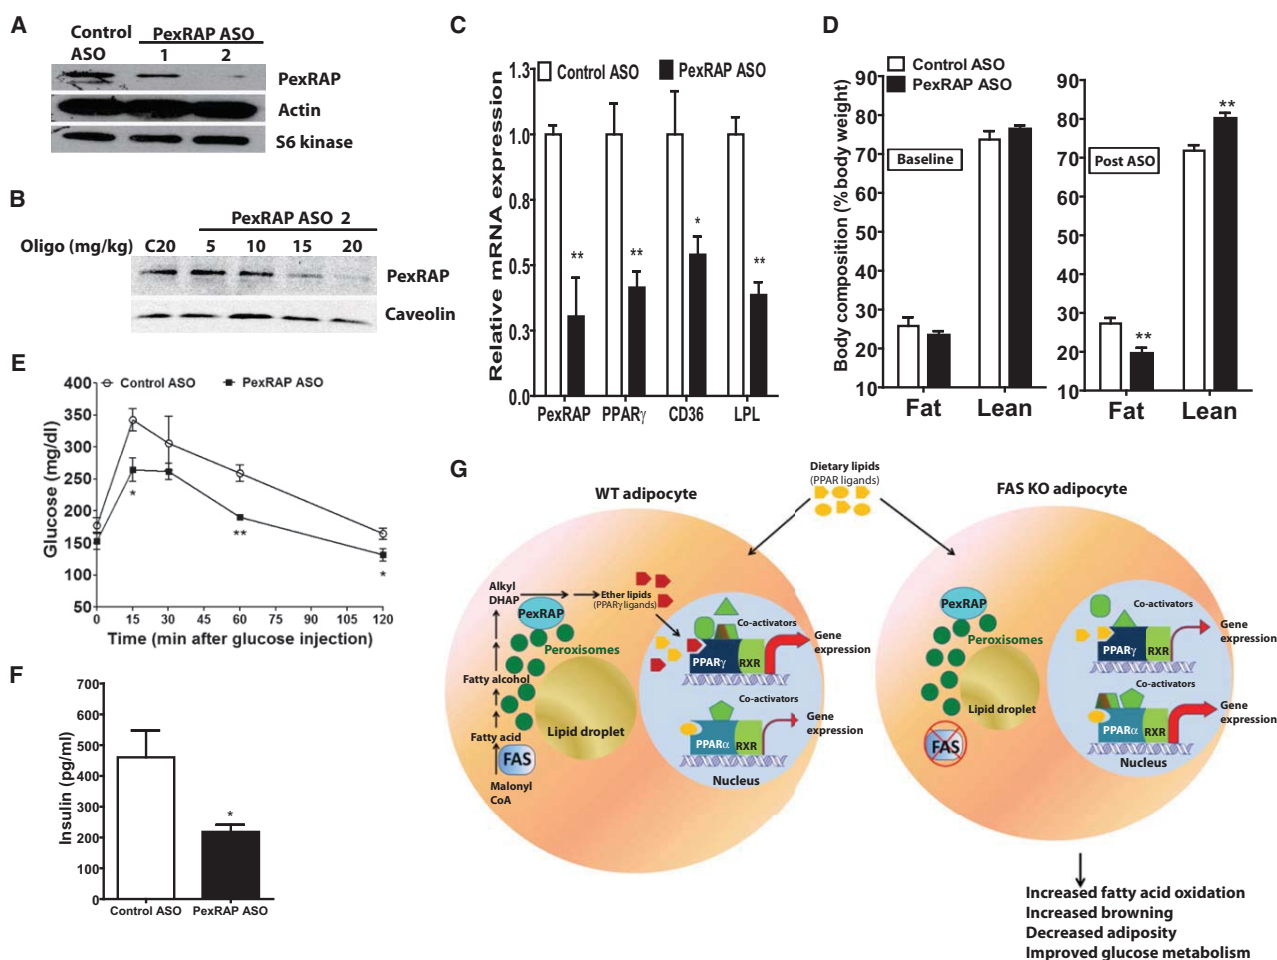 A
Control
ASO
PexRAP ASO
1 2
PexRAP
Actin
S6 kinase
B
PexRAP ASO 2
Oligo (mg/kg) C20 5 10 15 20
PexRAP
Caveolin
C
Control ASO PexRAP ASO
Relative mRNA expression
1.3
1.0
0.8
0.5
0.3
0.0
** ** * **
PexRAP PPARγ CD36 LPL
D
Control ASO
PexRAP ASO
Body composition (% body weight)
90
80
70
60
50
40
30
20
10
Baseline
Fat Lean
90
80
70
60
50
40
30
20
10
Post ASO
**
**
Fat Lean
E
Control ASO PexRAP ASO
Glucose (mg/dl)
400
350
300
250
200
150
100
50
*
**
*
0 15 30 45 60 75 90 105 120
Time (min after glucose injection)
F
Insulin (pg/ml)
700
600
500
400
300
200
100
0
*
Control ASO PexRAP ASO
G
Dietary lipids
(PPAR ligands)
WT adipocyte
Alkyl
DHAP
Ether lipids
(PPARγ ligands)
PexRAP
Peroxisomes
Fatty alcohol
Fatty acid
FAS
Malonyl
CoA
Lipid droplet
Co-activators
PPARγ RXR
Gene
expression
Co-activators
PPARα RXR
Gene
expression
Nucleus
FAS KO adipocyte
PexRAP
Peroxisomes
Lipid droplet
FAS
Co-activators
PPARγ RXR
Gene
expression
Co-activators
PPARα RXR
Gene
expression
Nucleus
Increased fatty acid oxidation
Increased browning
Decreased adiposity
Improved glucose metabolism